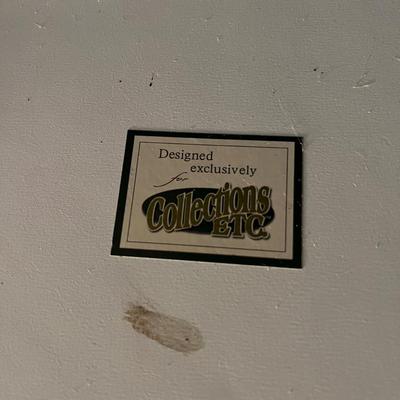 Designed
exclusively
for
Collections
ETC.